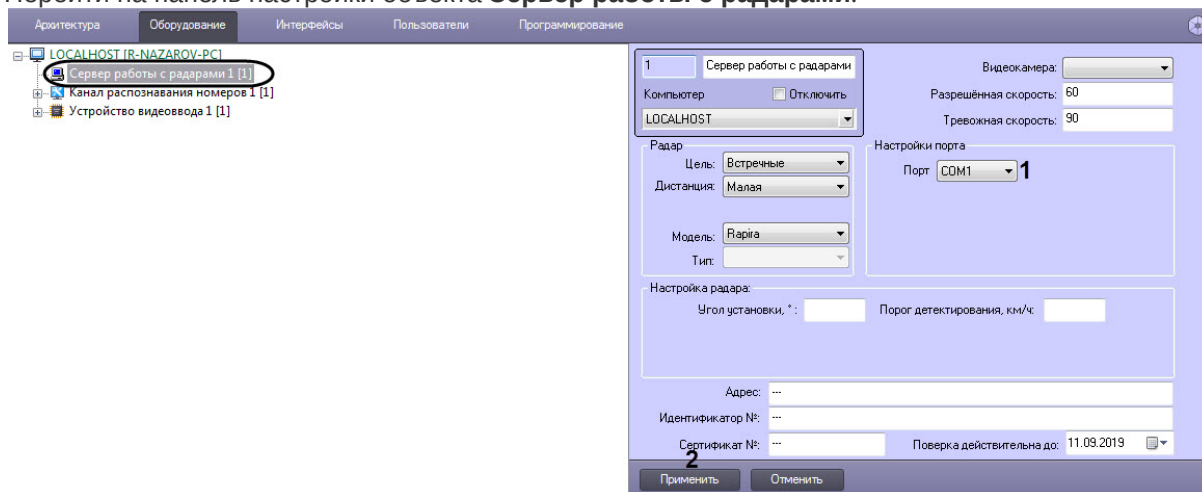 Перейти на панель настройки объекта Сервер работы с радарами.
Архитектура Оборудование Интерфейсы Пользователи Программирование
LOCALHOST [R-NAZAROV-PC]
Сервер работы с радарами 1 [1]
Канал распознавания номеров 1 [1]
Устройство видеоввода 1 [1]
1 Сервер работы с радарами
Компьютер Отключить
LOCALHOST
Видеокамера:
Разрешённая скорость: 60
Тревожная скорость: 90
Радар
Цель: Встречные
Дистанция: Малая
Модель: Rapira
Тип:
Настройки порта
Порт COM1 1
Настройка радара:
Угол установки, ° : Порог детектирования, км/ч:
Адрес: ---
Идентификатор №: ---
Сертификат №: --- Поверка действительна до: 11.09.2019
2
Применить Отменить